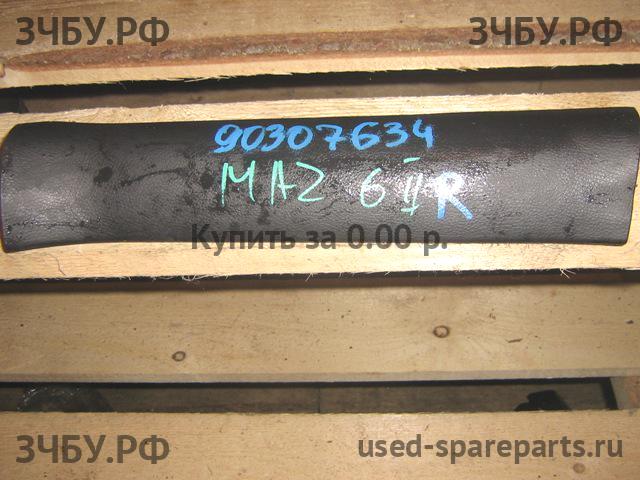 ЗЧБУ.РФ ЗЧБУ.РФ
90307634
MAZ 6 II R
Купить за 0.00 р.
ЗЧБУ.РФ used-spareparts.ru